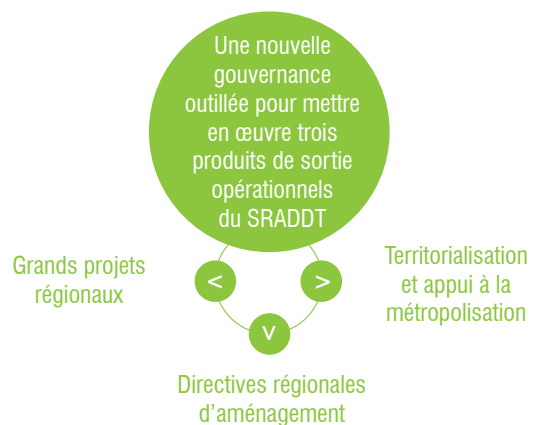 Une nouvelle
gouvernance
outillée pour mettre
en œuvre trois
produits de sortie
opérationnels
du SRADDT
Grands projets
régionaux
<
>
Territorialisation
et appui à la
métropolisation
V
Directives régionales
d’aménagement